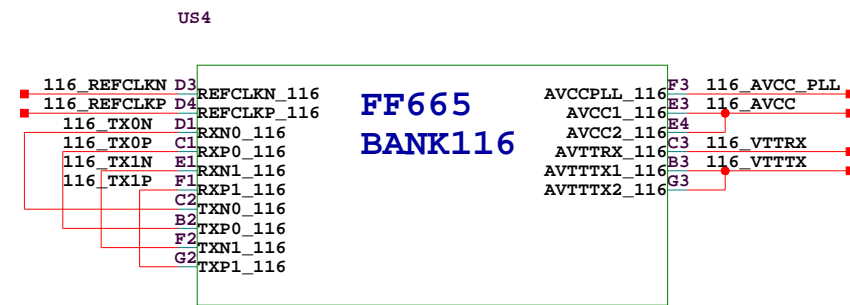 US4
116_REFCLKN D3 REFCLKN_116
116_REFCLKP D4 REFCLKP_116
116_TX0N D1 RXN0_116
116_TX0P C1 RXP0_116
116_TX1N E1 RXN1_116
116_TX1P F1 RXP1_116
C2 TXN0_116
B2 TXP0_116
F2 TXN1_116
G2 TXP1_116
FF665
BANK116
AVCCPLL_116 F3 116_AVCC_PLL
AVCC1_116 E3 116_AVCC
AVCC2_116 E4
AVTTRX_116 C3 116_VTTRX
AVTTTX1_116 B3 116_VTTTX
AVTTTX2_116 G3